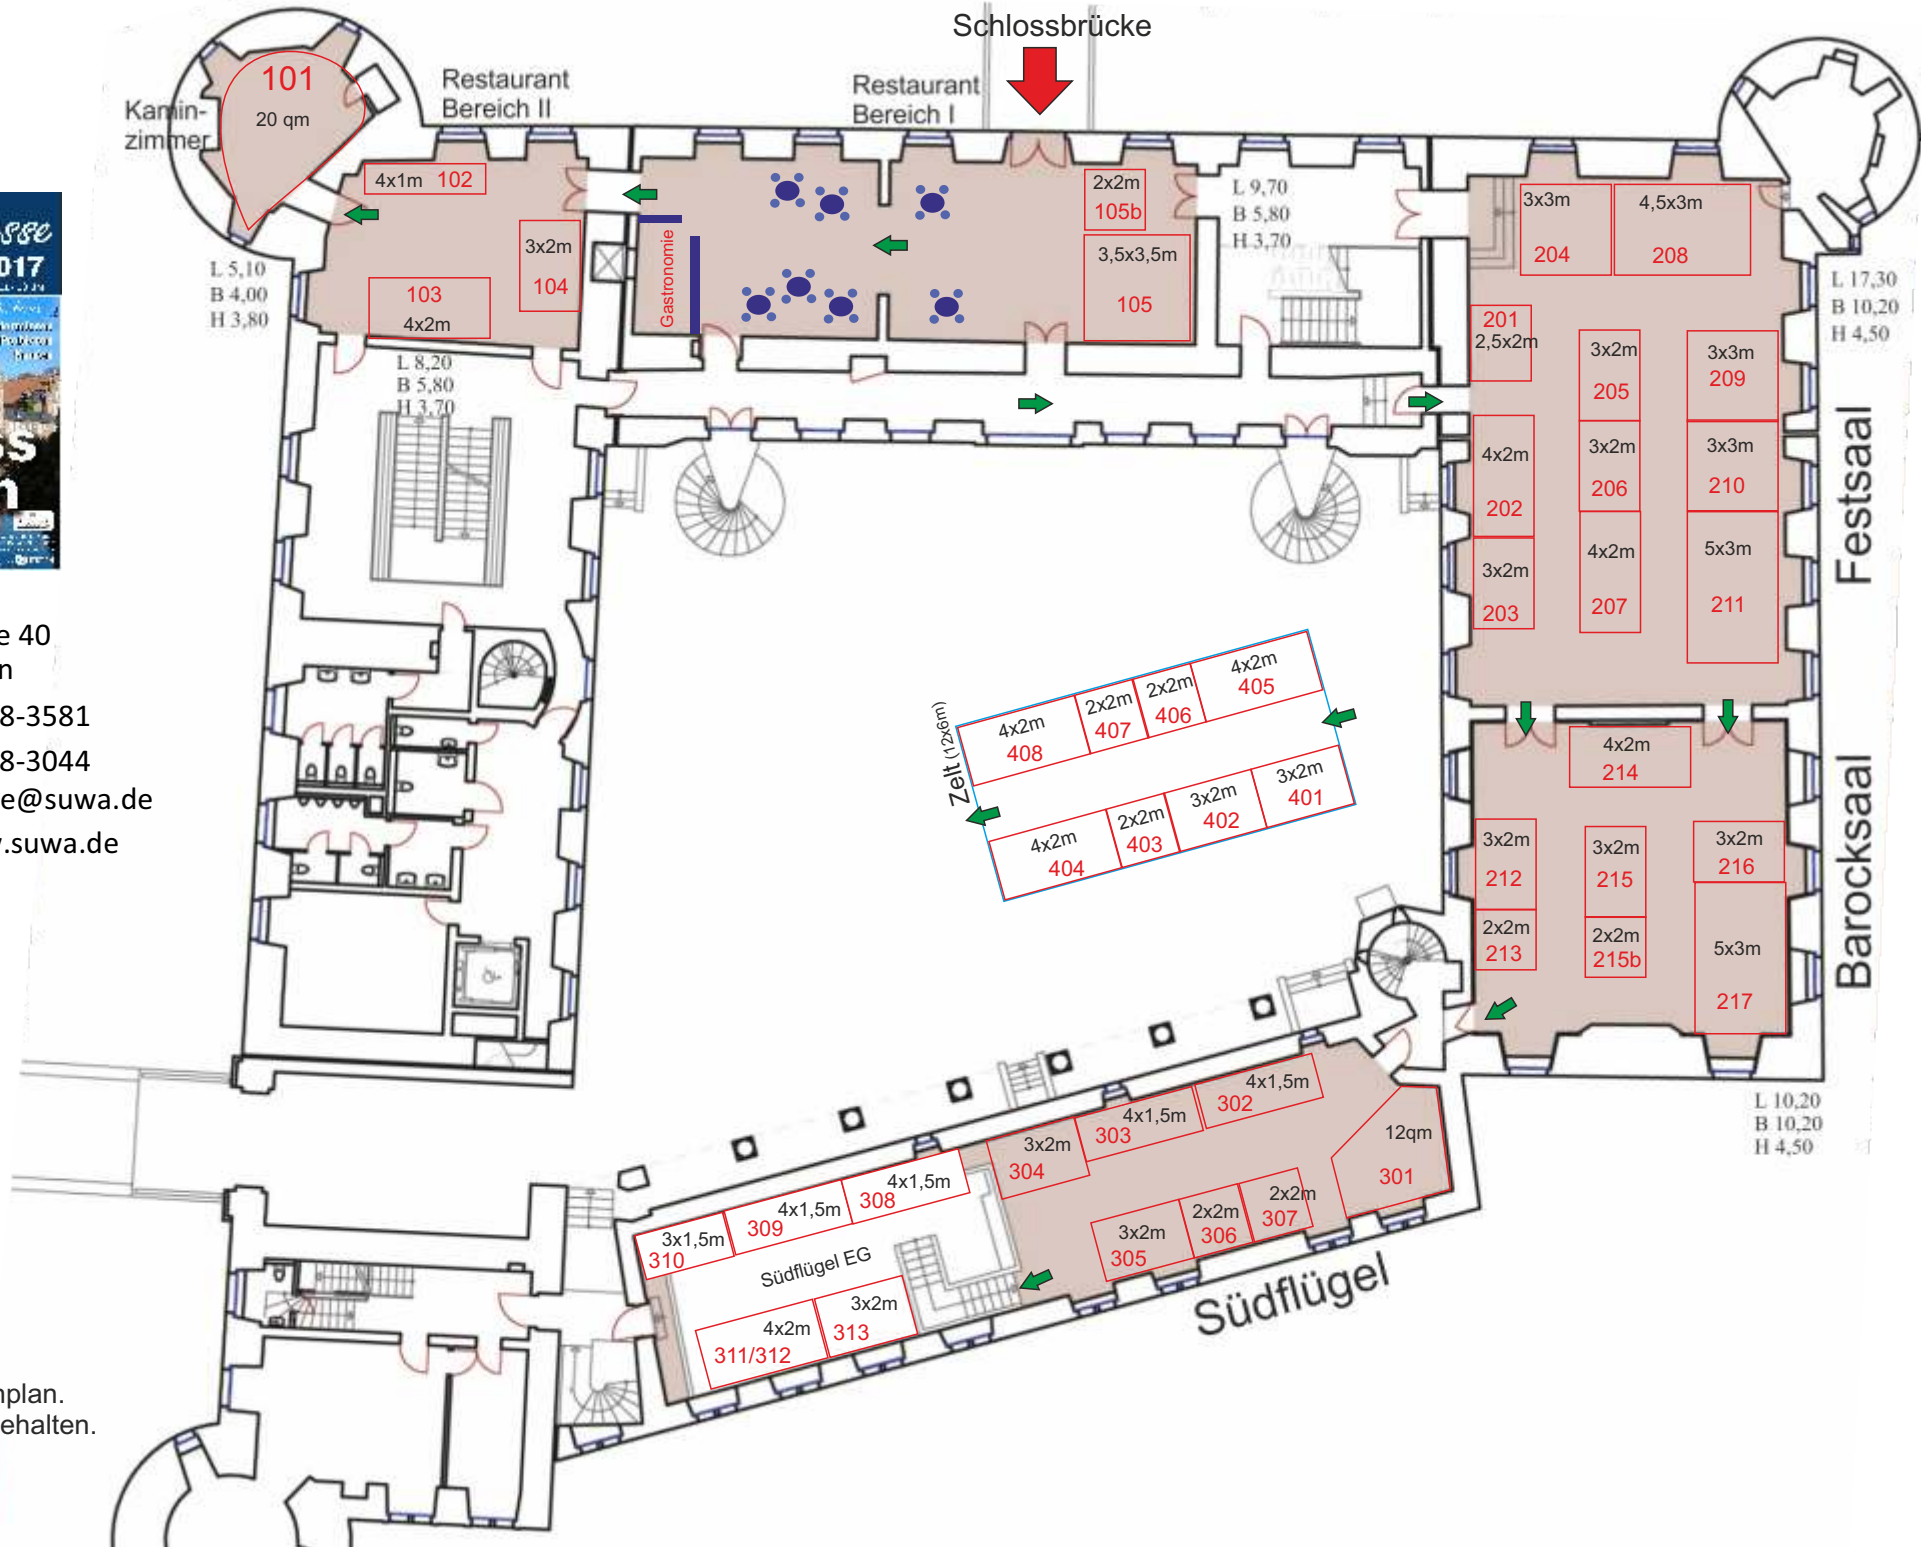 Schlossbrücke
101
20 qm
Kamin-
zimmer
Restaurant
Bereich II
Restaurant
Bereich I
4x1m 102
3x2m
104
103
4x2m
L 5,10
B 4,00
H 3,80
L 8,20
B 5,80
H 3,70
Gastronomie
2x2m
105b
3,5x3,5m
105
L 9,70
B 5,80
H 3,70
3x3m
204
4,5x3m
208
L 17,30
B 10,20
H 4,50
201
2,5x2m
3x2m
205
3x3m
209
4x2m
202
3x2m
206
3x3m
210
3x2m
203
4x2m
207
5x3m
211
Festsaal
4x2m
214
3x2m
212
3x2m
215
3x2m
216
2x2m
213
2x2m
215b
5x3m
217
Barocksaal
L 10,20
B 10,20
H 4,50
Zelt (12x6m)
4x2m
408
2x2m
407
2x2m
406
4x2m
405
4x2m
404
2x2m
403
3x2m
402
3x2m
401
12qm
301
4x1,5m
302
4x1,5m
303
3x2m
304
3x2m
305
2x2m
306
2x2m
307
4x1,5m
308
4x1,5m
309
3x1,5m
310
Südflügel EG
4x2m
311/312
3x2m
313
Südflügel
sse
017
ss
n
e 40
n
8-3581
8-3044
e@suwa.de
.suwa.de
nplan.
ehalten.